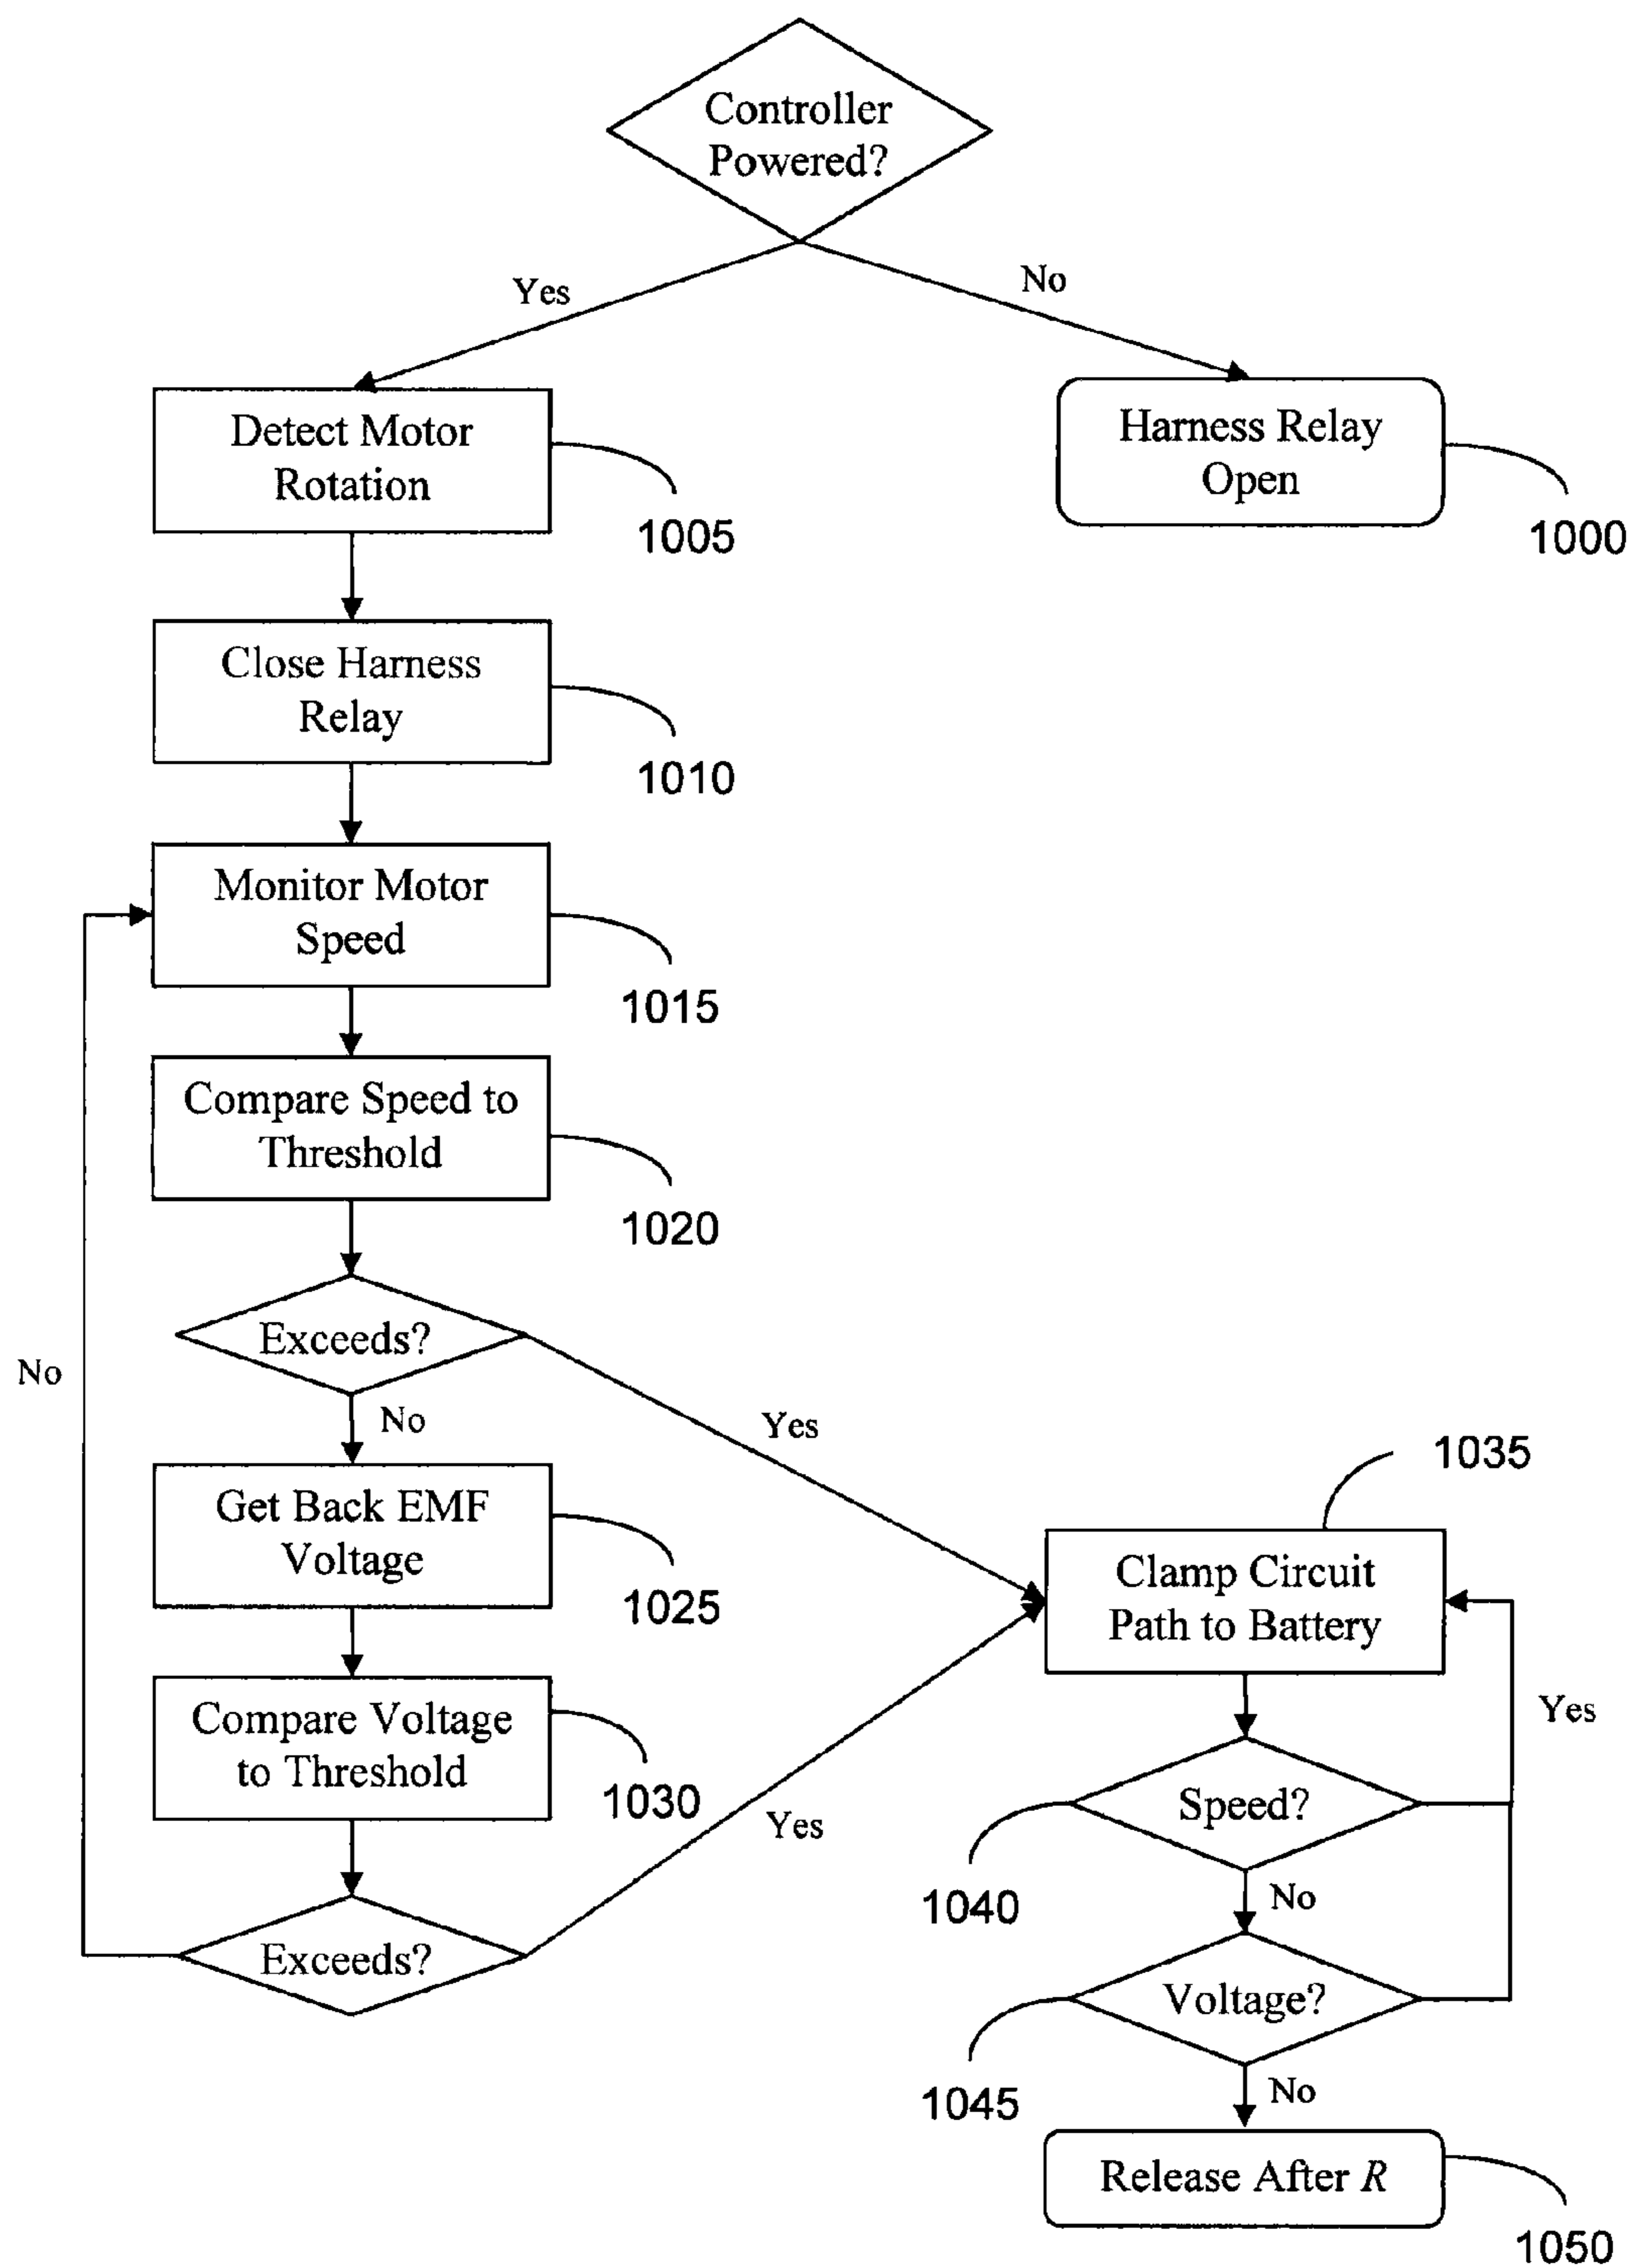 Controller
Powered?
Yes
No
Detect Motor
Rotation
1005
Harness Relay
Open
1000
Close Harness
Relay
1010
Monitor Motor
Speed
1015
Compare Speed to
Threshold
1020
Exceeds?
No
No
Yes
Get Back EMF
Voltage
1025
Compare Voltage
to Threshold
1030
Exceeds?
Yes
1035
Clamp Circuit
Path to Battery
Yes
Speed?
1040
No
Voltage?
1045
No
Release After R
1050